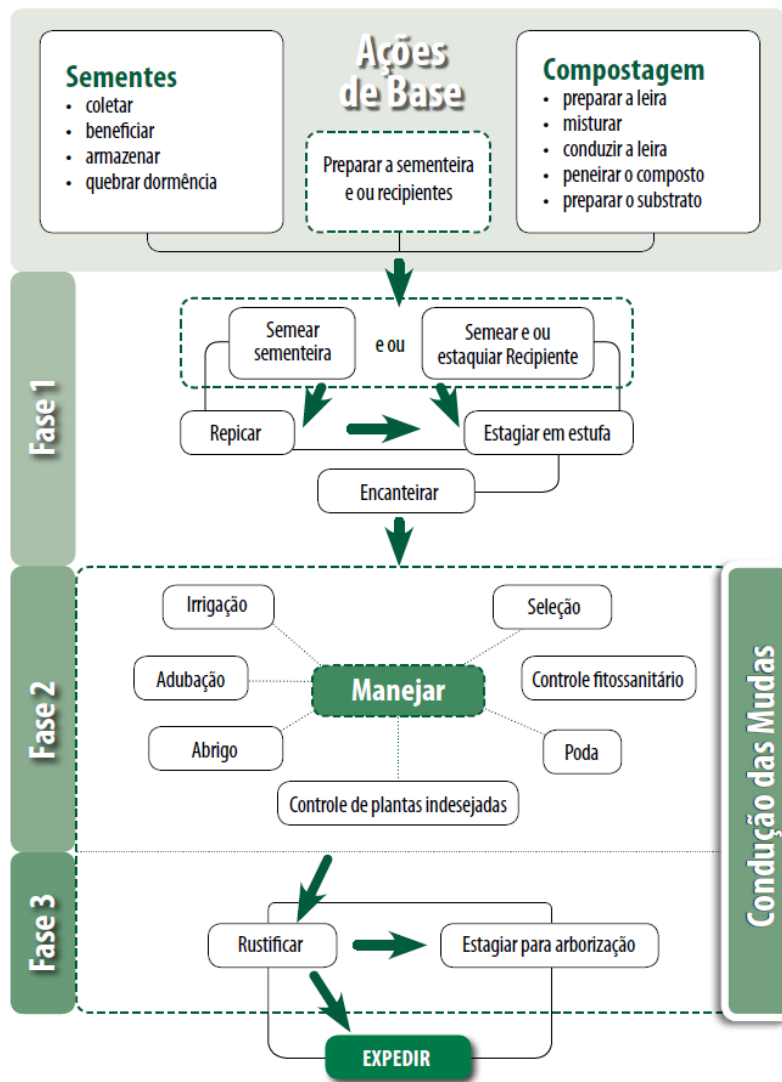 Ações
de Base
Sementes
• coletar
• beneficiar
• armazenar
• quebrar dormência
Preparar a sementeira
e ou recipientes
Compostagem
• preparar a leira
• misturar
• conduzir a leira
• peneirar o composto
• preparar o substrato
Fase 1
Semear
sementeira
e ou
Semear e ou
estaquiar Recipiente
Repicar
Estagiar em estufa
Encanteirar
Fase 2
Irrigação
Seleção
Adubação
Manejar
Controle fitossanitário
Abrigo
Poda
Controle de plantas indesejadas
Condução das Mudas
Fase 3
Rustificar
Estagiar para arborização
EXPEDIR